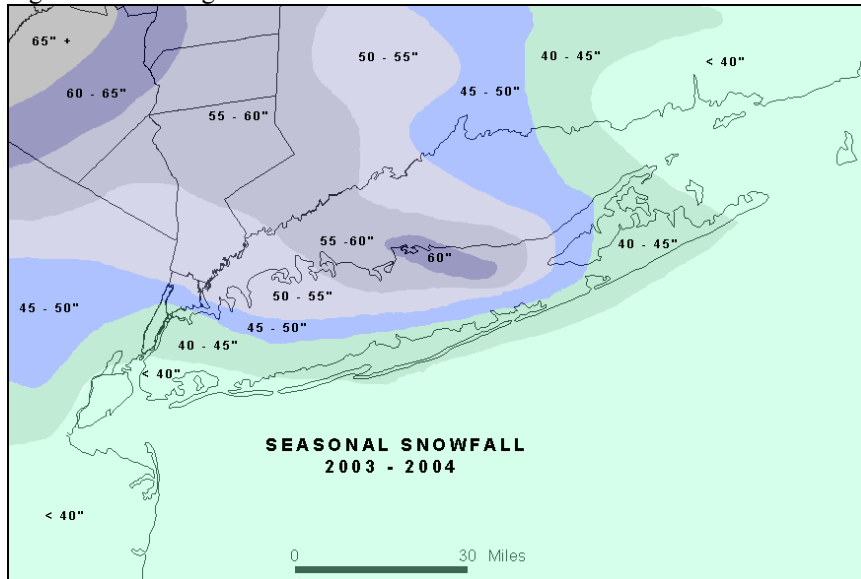 65" +
50 - 55"
40 - 45"
< 40"
60 - 65"
45 - 50"
55 - 60"
55 -60"
40 - 45"
60"
50 - 55"
45 - 50"
45 - 50"
40 - 45"
< 40"
SEASONAL SNOWFALL
2003 - 2004
< 40"
0 30 Miles